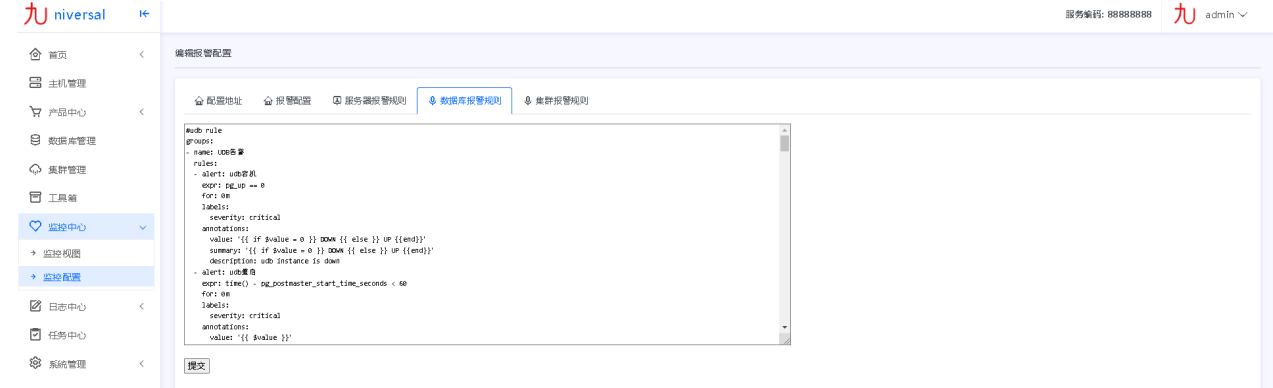 九 niversal
服务编码: 88888888
九 admin
首页
主机管理
产品中心
数据库管理
集群管理
工具箱
监控中心
监控视图
监控配置
日志中心
任务中心
系统管理
编辑报警配置
配置地址 报警配置 服务器报警规则 数据库报警规则 集群报警规则
#udb rule
groups:
- name: UDB告警
  rules:
  - alert: udb宕机
    expr: pg_up == 0
    for: 0m
    labels:
      severity: critical
    annotations:
      value: '{{ if $value = 0 }} DOWN {{ else }} UP {{end}}'
      summary: '{{ if $value = 0 }} DOWN {{ else }} UP {{end}}'
      description: udb instance is down
  - alert: udb重启
    expr: time() - pg_postmaster_start_time_seconds < 60
    for: 0m
    labels:
      severity: critical
    annotations:
      value: '{{ $value }}'
提交